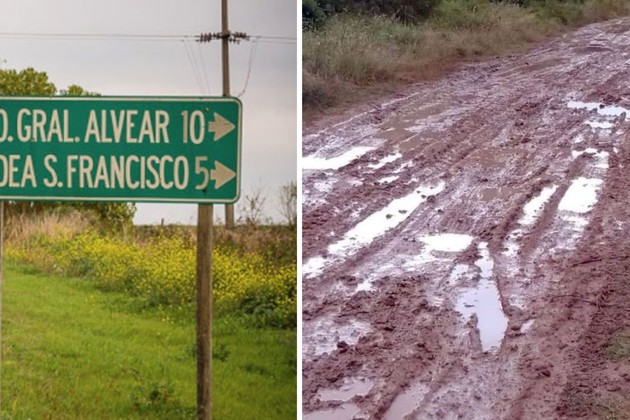 O. GRAL. ALVEAR 10
DEA S. FRANCISCO 5